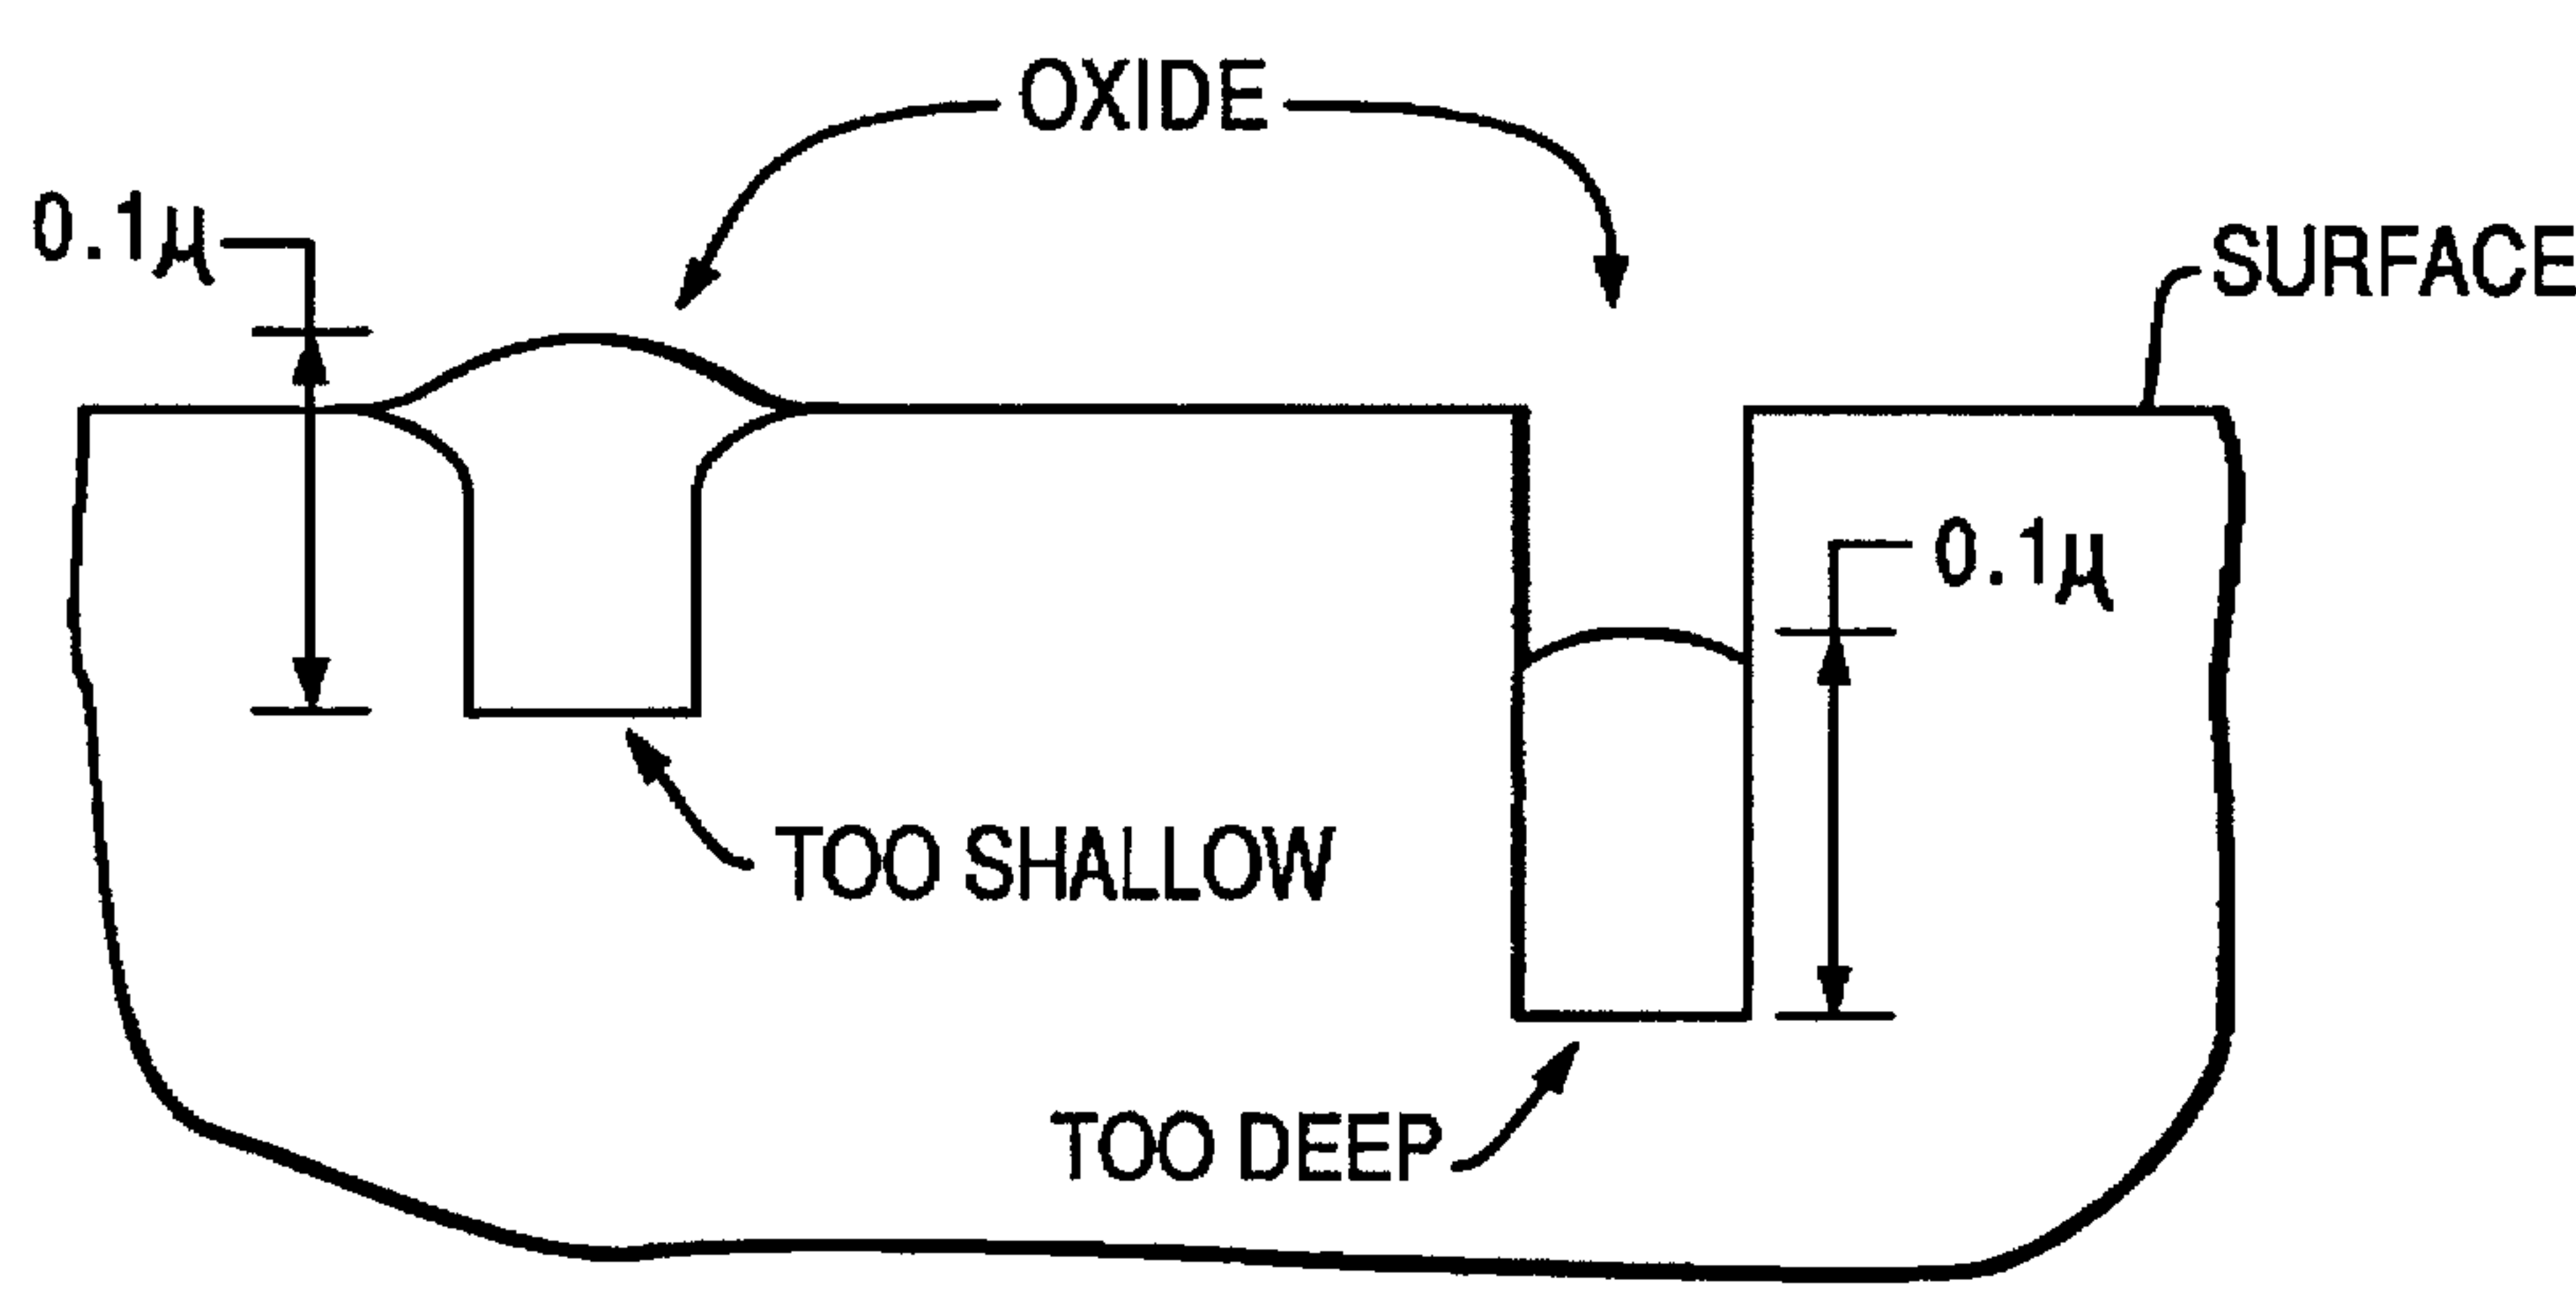 OXIDE
0.1μ
SURFACE
0.1μ
TOO SHALLOW
TOO DEEP